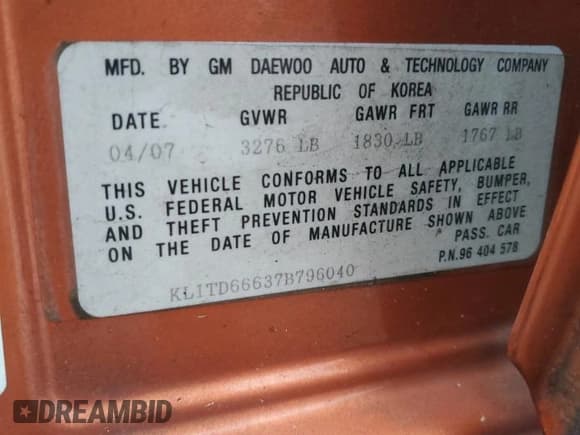 MFD. BY GM DAEWOO AUTO & TECHNOLOGY COMPANY
REPUBLIC OF KOREA
DATE GVWR GAWR FRT GAWR RR
04/07 3276 LB 1830 LB 1767 LB
THIS VEHICLE CONFORMS TO ALL APPLICABLE
U.S. FEDERAL MOTOR VEHICLE SAFETY, BUMPER,
AND THEFT PREVENTION STANDARDS IN EFFECT
ON THE DATE OF MANUFACTURE SHOWN ABOVE
* PASS. CAR
P.N.96 404 578
KL1TD66637B796040
DREAMBID